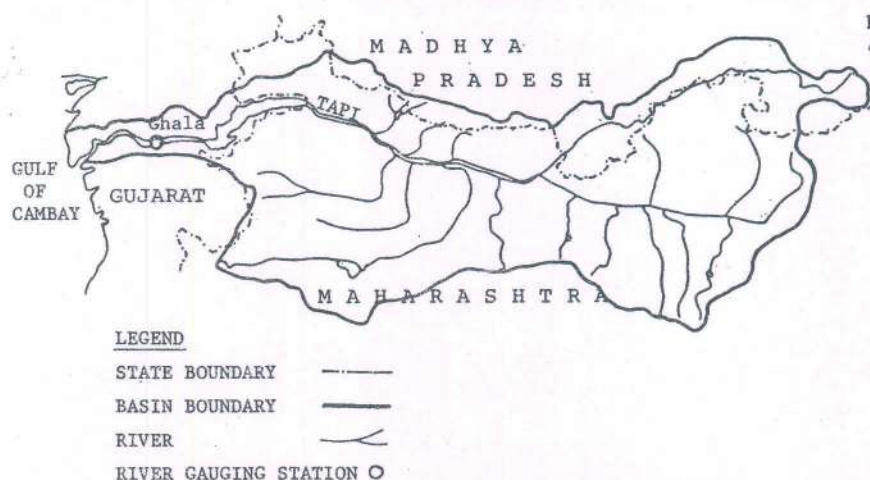 MADHYA
PRADESH
TAPI
Ghala
GULF
OF
CAMBAY
GUJARAT
MAHARASHTRA
LEGEND
STATE BOUNDARY
BASIN BOUNDARY
RIVER
RIVER GAUGING STATION